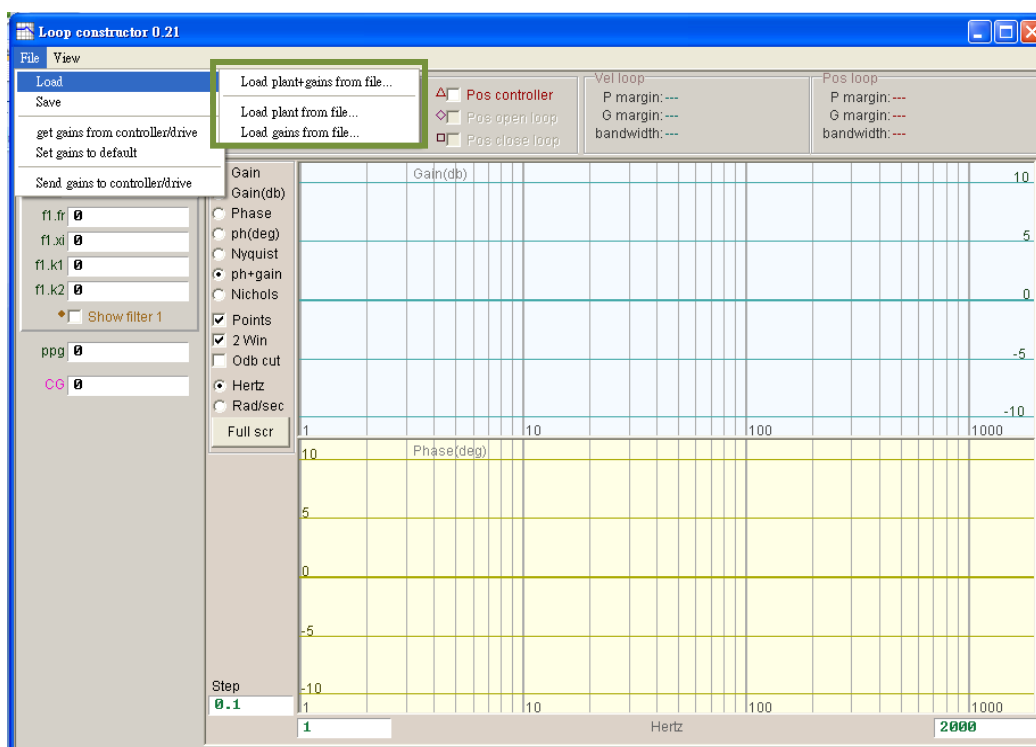 Loop constructor 0.21
File View
Load
Save
get gains from controller/drive
Set gains to default
Send gains to controller/drive
Load plant+gains from file...
Load plant from file...
Load gains from file...
Pos controller
Pos open loop
Pos close loop
Vel loop
P margin:---
G margin:---
bandwidth:---
Pos loop
P margin:---
G margin:---
bandwidth:---
f1.fr 0
f1.xi 0
f1.k1 0
f1.k2 0
Show filter 1
ppg 0
CG 0
Gain
Gain(db)
Phase
ph(deg)
Nyquist
ph+gain
Nichols
Points
2 Win
0db cut
Hertz
Rad/sec
Full scr
Step
0.1
Gain(db)
10
5
0
-5
-10
1 10 100 1000
Phase(deg)
10
5
0
-5
-10
1 10 100 1000
1 Hertz 2000